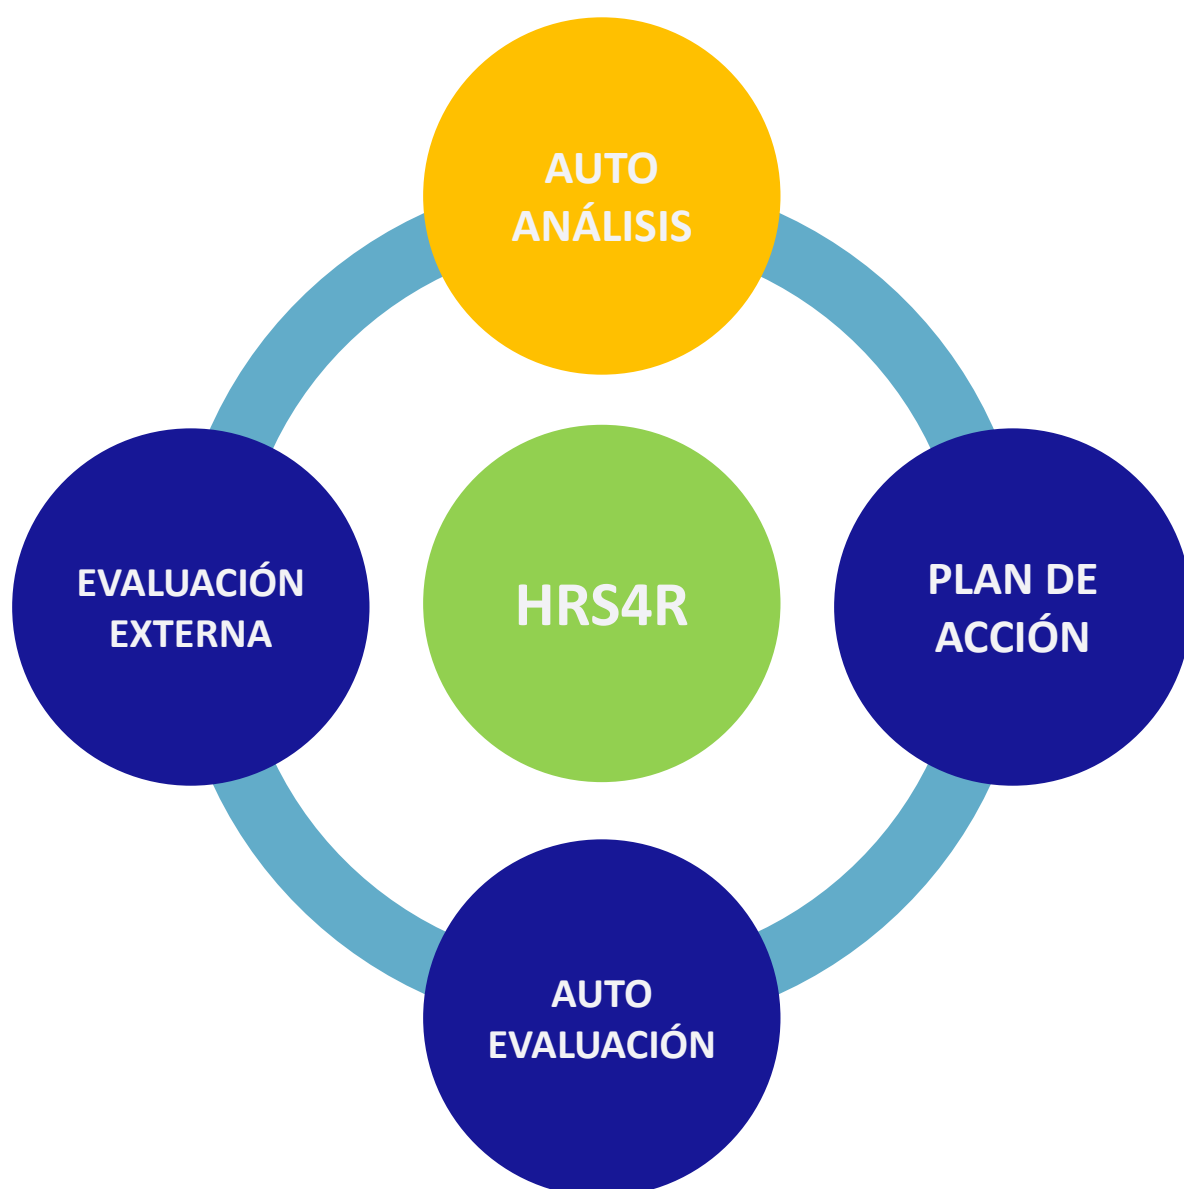 AUTO
ANÁLISIS
EVALUACIÓN
EXTERNA
HRS4R
PLAN DE
ACCIÓN
AUTO
EVALUACIÓN